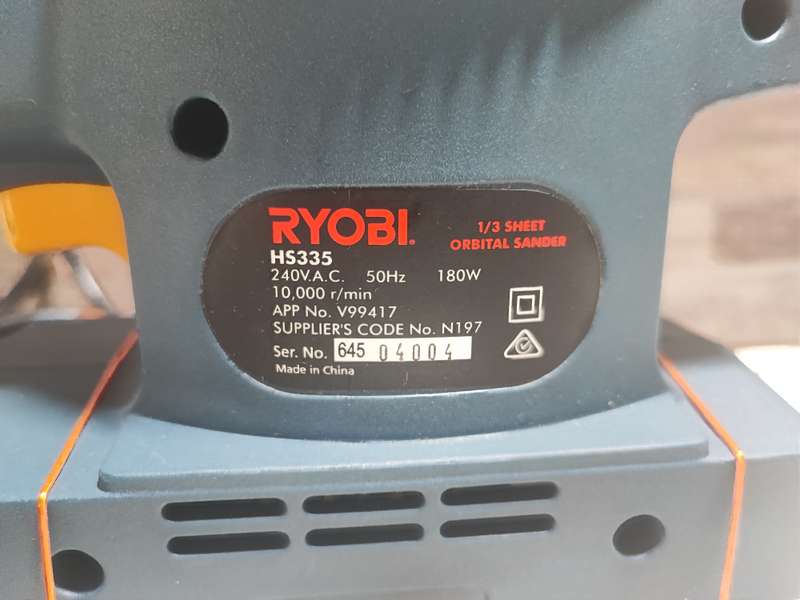 RYOBI.
1/3 SHEET
ORBITAL SANDER
HS335
240V.A.C. 50Hz 180W
10,000 r/min
APP No. V99417
SUPPLIER'S CODE No. N197
Ser. No. 645 04004
Made in China